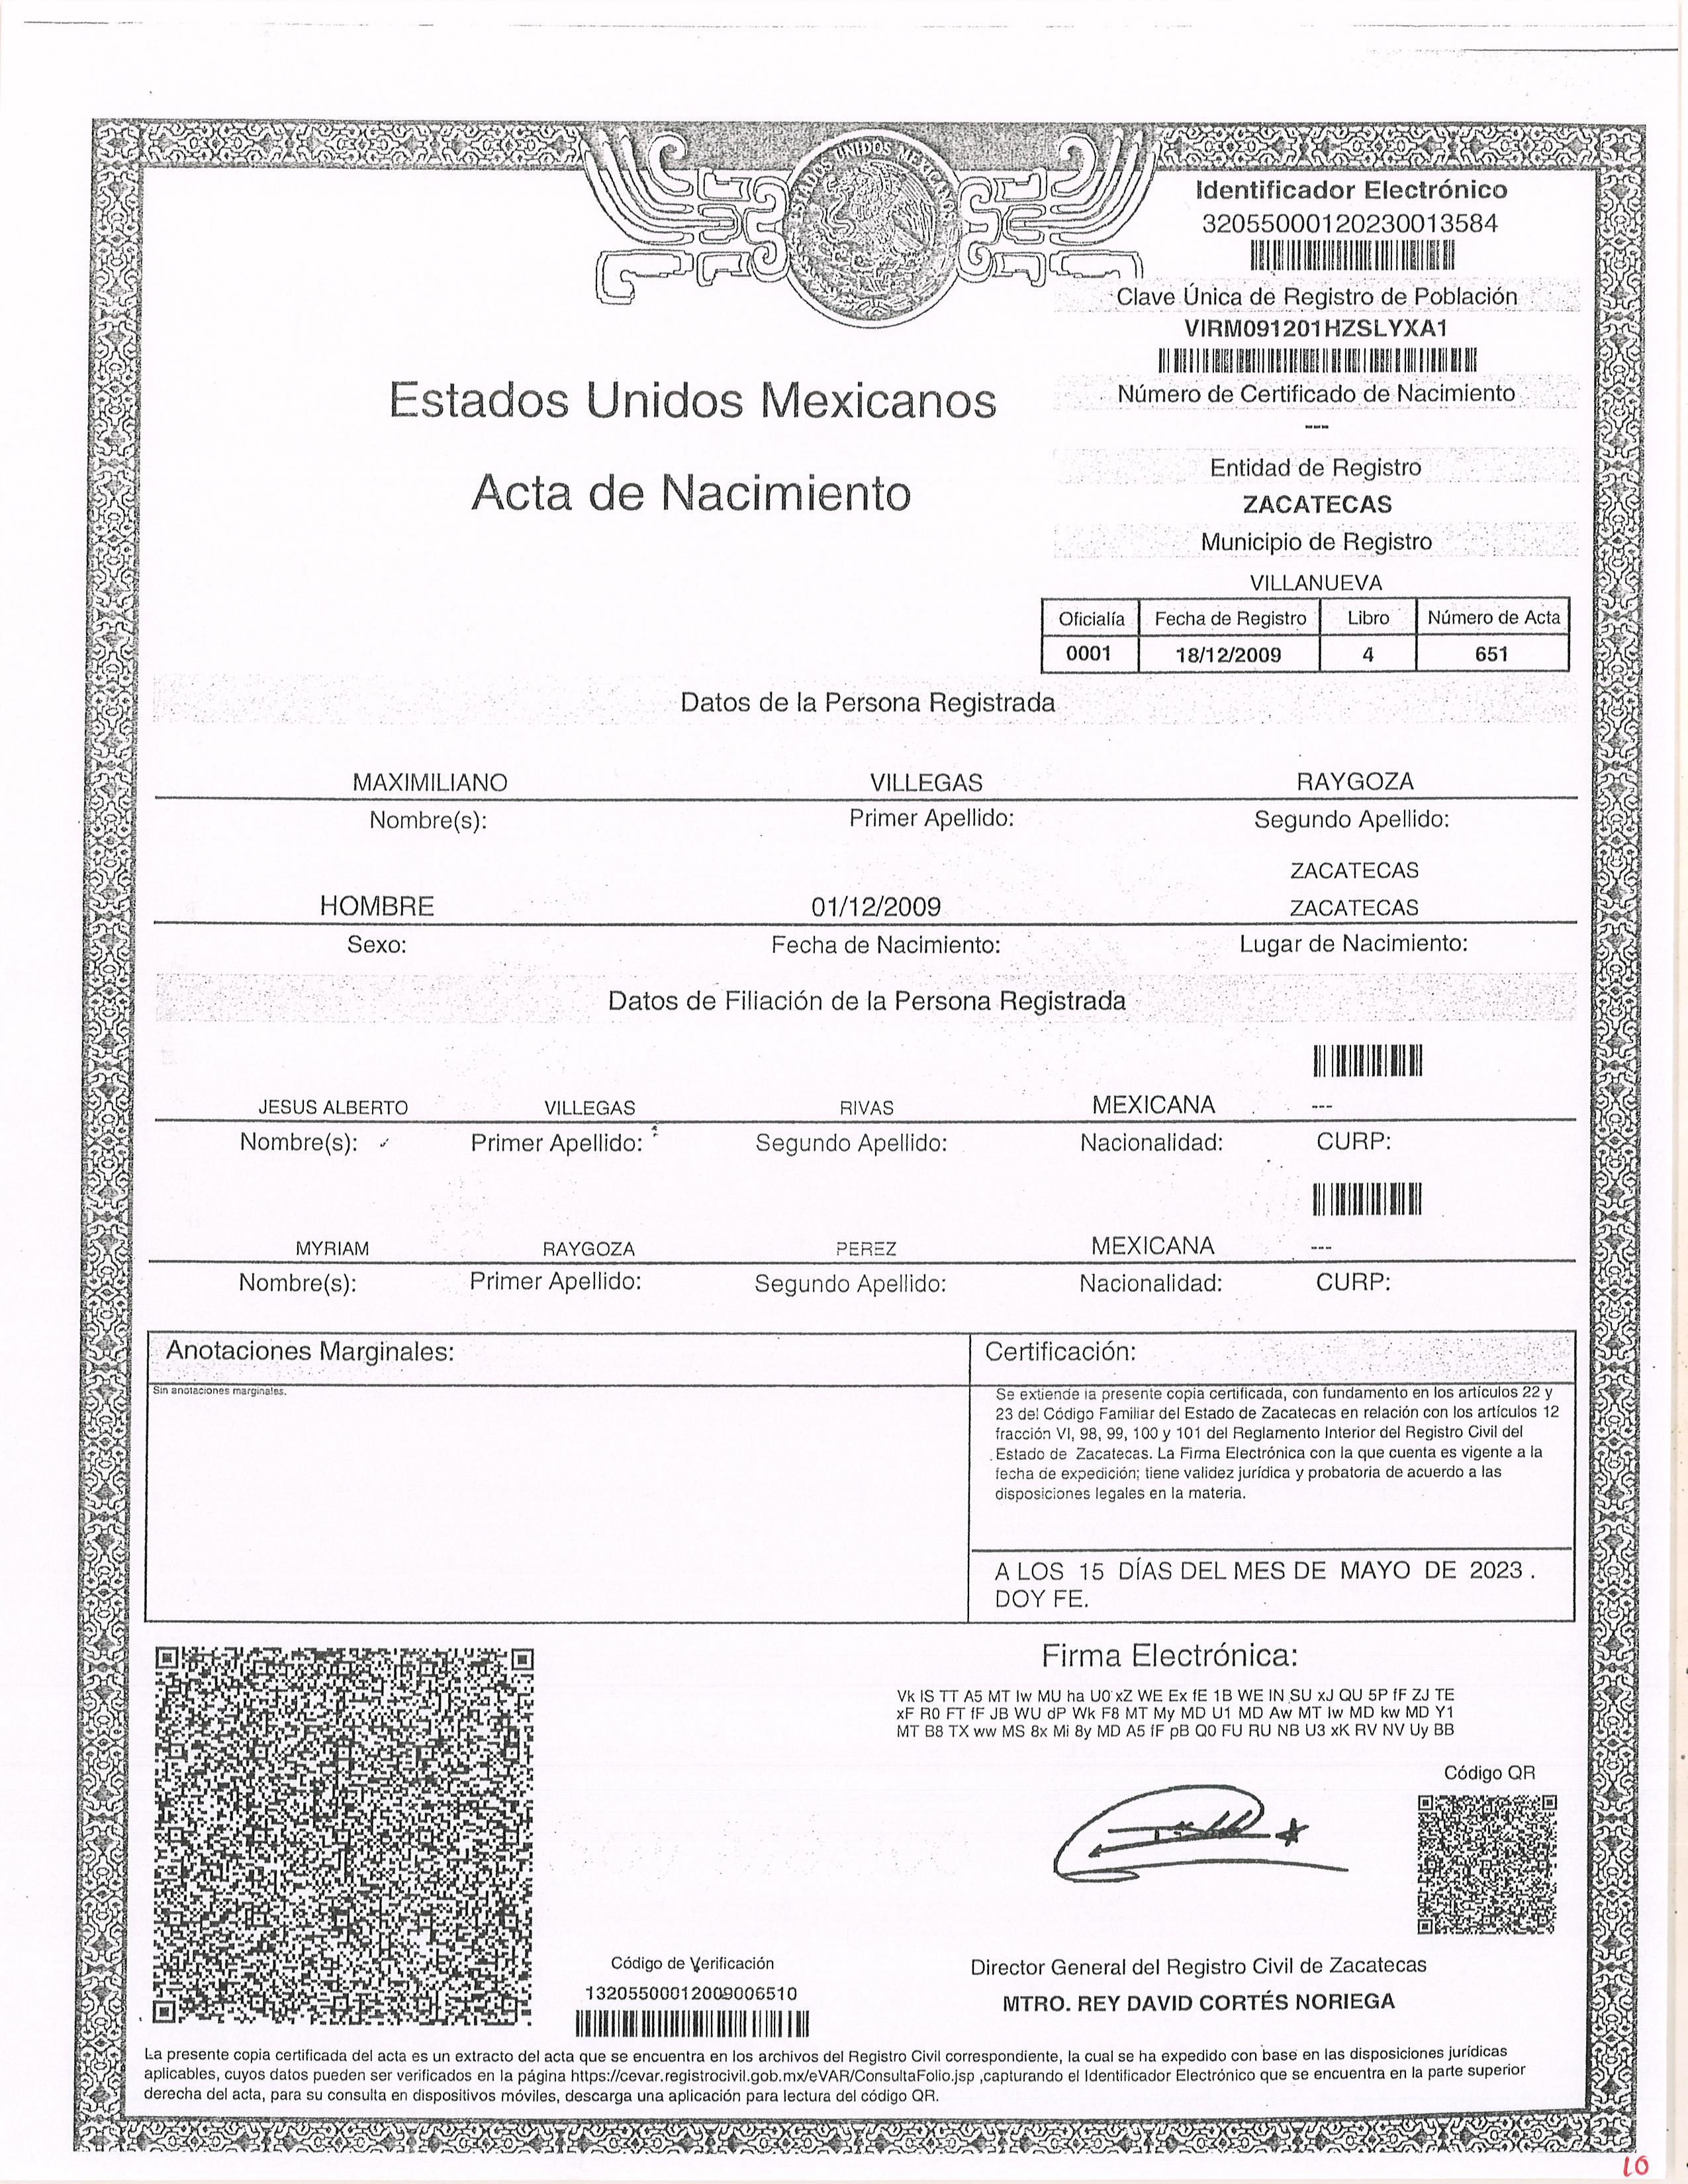 ESTADOS UNIDOS MEXICANOS
Identificador Electrónico
32055000120230013584
Clave Única de Registro de Población
VIRM091201HZSLYXA1
Número de Certificado de Nacimiento
---
Estados Unidos Mexicanos
Acta de Nacimiento
Entidad de Registro
ZACATECAS
Municipio de Registro
VILLANUEVA
Oficialía Fecha de Registro Libro Número de Acta
0001 18/12/2009 4 651
Datos de la Persona Registrada
MAXIMILIANO VILLEGAS RAYGOZA
Nombre(s): Primer Apellido: Segundo Apellido:
ZACATECAS
HOMBRE 01/12/2009 ZACATECAS
Sexo: Fecha de Nacimiento: Lugar de Nacimiento:
Datos de Filiación de la Persona Registrada
JESUS ALBERTO VILLEGAS RIVAS MEXICANA ---
Nombre(s): Primer Apellido: Segundo Apellido: Nacionalidad: CURP:
MYRIAM RAYGOZA PEREZ MEXICANA ---
Nombre(s): Primer Apellido: Segundo Apellido: Nacionalidad: CURP:
Anotaciones Marginales:
Sin anotaciones marginales.
Certificación:
Se extiende la presente copia certificada, con fundamento en los artículos 22 y
23 del Código Familiar del Estado de Zacatecas en relación con los artículos 12
fracción VI, 98, 99, 100 y 101 del Reglamento Interior del Registro Civil del
Estado de Zacatecas. La Firma Electrónica con la que cuenta es vigente a la
fecha de expedición; tiene validez jurídica y probatoria de acuerdo a las
disposiciones legales en la materia.
A LOS 15 DÍAS DEL MES DE MAYO DE 2023 .
DOY FE.
Firma Electrónica:
Vk lS TT A5 MT Iw MU ha U0 xZ WE Ex fE 1B WE lN SU xJ QU 5P fF ZJ TE
xF R0 FT fF JB WU dP Wk F8 MT My MD U1 MD Aw MT Iw MD kw MD Y1
MT B8 TX ww MS 8x Mi 8y MD A5 fF pB Q0 FU RU NB U3 xK RV NV Uy BB
Código QR
Código de Verificación
13205500012009006510
Director General del Registro Civil de Zacatecas
MTRO. REY DAVID CORTÉS NORIEGA
La presente copia certificada del acta es un extracto del acta que se encuentra en los archivos del Registro Civil correspondiente, la cual se ha expedido con base en las disposiciones jurídicas
aplicables, cuyos datos pueden ser verificados en la página https://cevar.registrocivil.gob.mx/eVAR/ConsultaFolio.jsp ,capturando el Identificador Electrónico que se encuentra en la parte superior
derecha del acta, para su consulta en dispositivos móviles, descarga una aplicación para lectura del código QR.
10